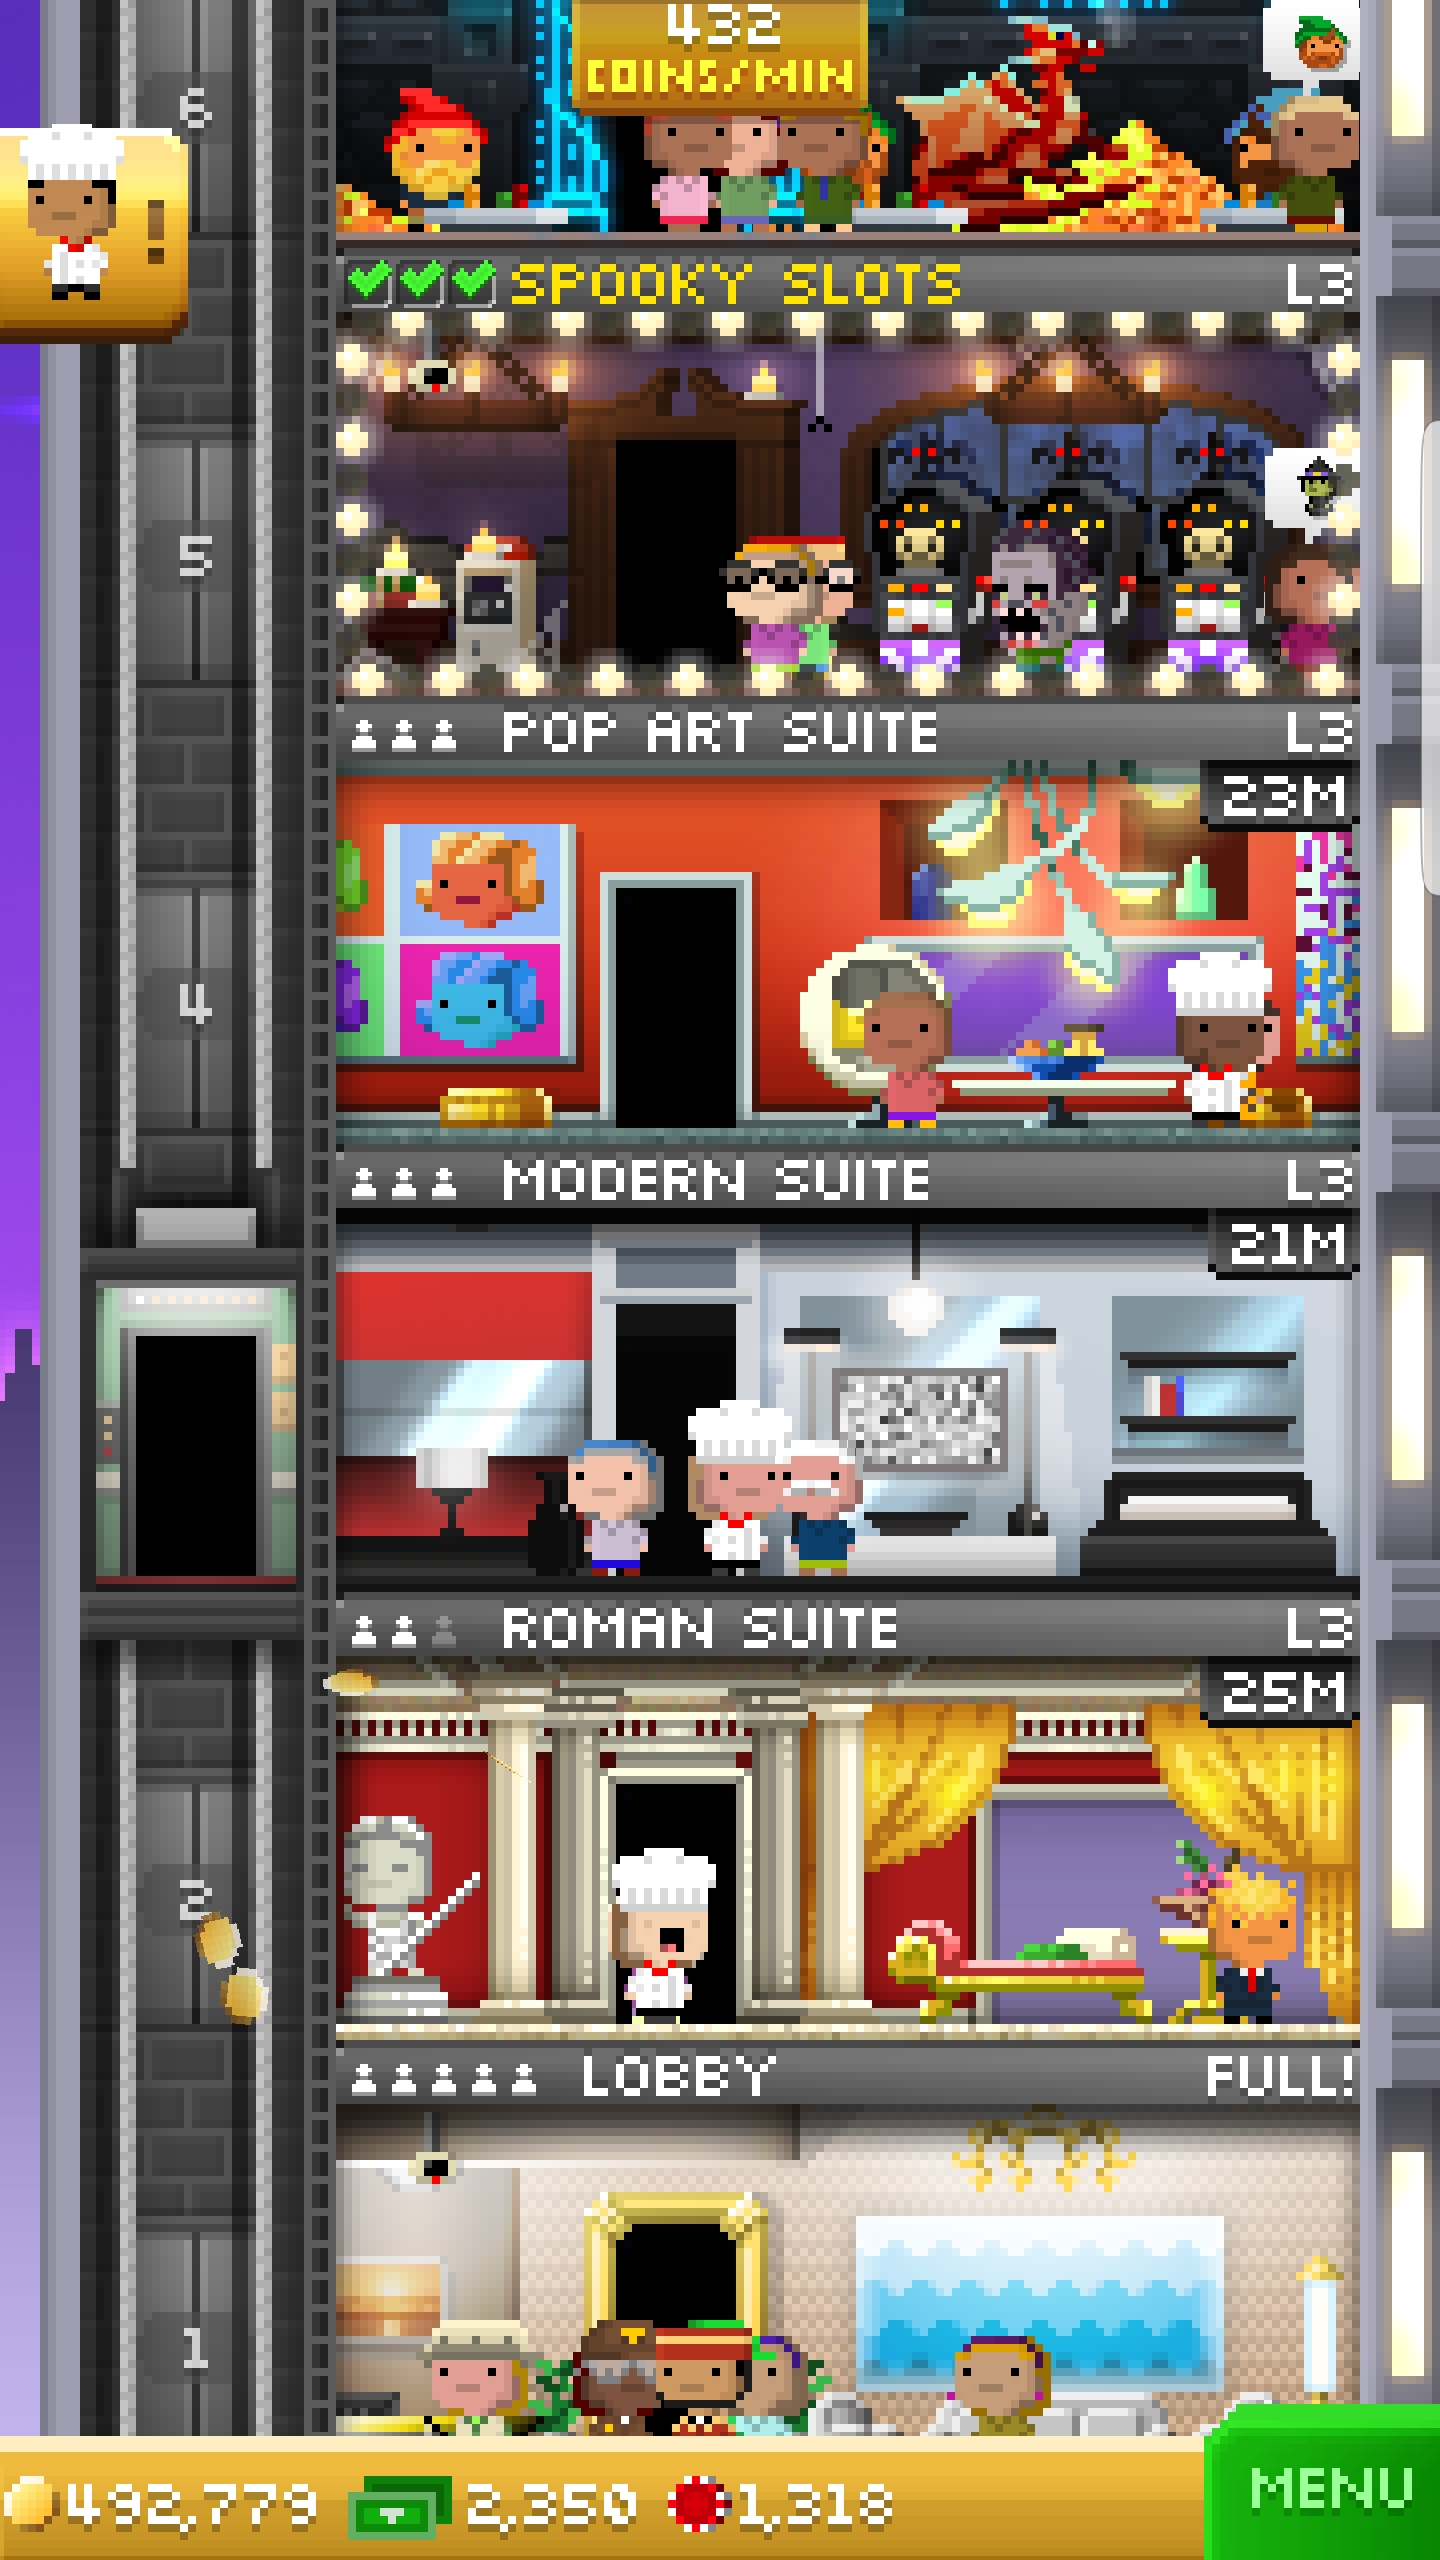 432
COINS/MIN
6
!
SPOOKY SLOTS L3
5
POP ART SUITE L3
23M
4
MODERN SUITE L3
21M
ROMAN SUITE L3
25M
2
LOBBY FULL!
1
492,779 2,350 1,318 MENU